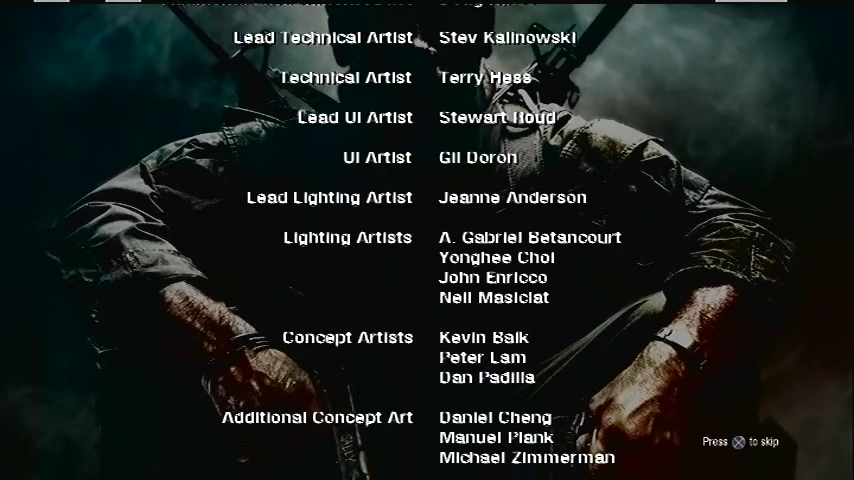 Lead Technical Artist Stev Kalinowski
Technical Artist Terry Hess
Lead UI Artist Stewart Houd
UI Artist Gil Doron
Lead Lighting Artist Jeanne Anderson
Lighting Artists A. Gabriel Betancourt
Yonghee Choi
John Enricco
Neil Masiclat
Concept Artists Kevin Baik
Peter Lam
Dan Padilla
Additional Concept Art Daniel Cheng
Manuel Plank
Press to skip
Michael Zimmerman